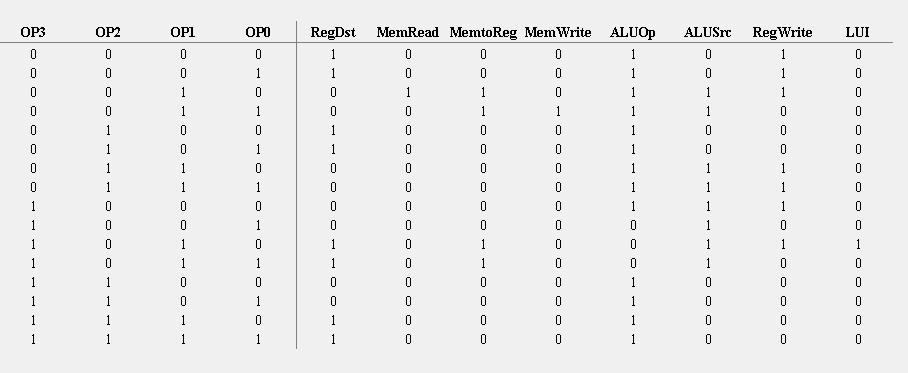 OP3 OP2 OP1 OP0 RegDst MemRead MemtoReg MemWrite ALUOp ALUSrc RegWrite LUI
0 0 0 0 1 0 0 0 1 0 1 0
0 0 0 1 1 0 0 0 1 0 1 0
0 0 1 0 0 1 1 0 1 1 1 0
0 0 1 1 0 0 1 1 1 1 0 0
0 1 0 0 1 0 0 0 1 0 0 0
0 1 0 1 1 0 0 0 1 0 0 0
0 1 1 0 0 0 0 0 1 1 1 0
0 1 1 1 0 0 0 0 1 1 1 0
1 0 0 0 0 0 0 0 1 1 1 0
1 0 0 1 0 0 0 0 0 1 0 0
1 0 1 0 1 0 1 0 0 1 1 1
1 0 1 1 1 0 1 0 0 1 0 0
1 1 0 0 0 0 0 0 1 0 0 0
1 1 0 1 0 0 0 0 1 0 0 0
1 1 1 0 1 0 0 0 1 0 0 0
1 1 1 1 1 0 0 0 1 0 0 0